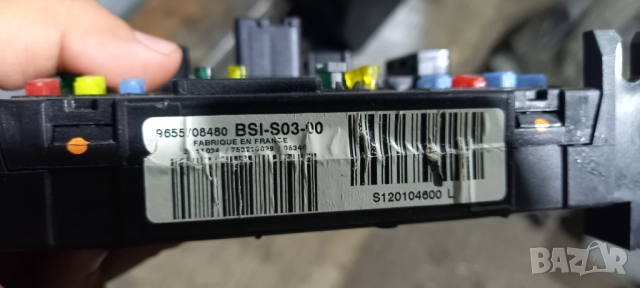 9655708480 BSI-S03-00
FABRIQUE EN FRANCE
S120104600 L
BAZAR